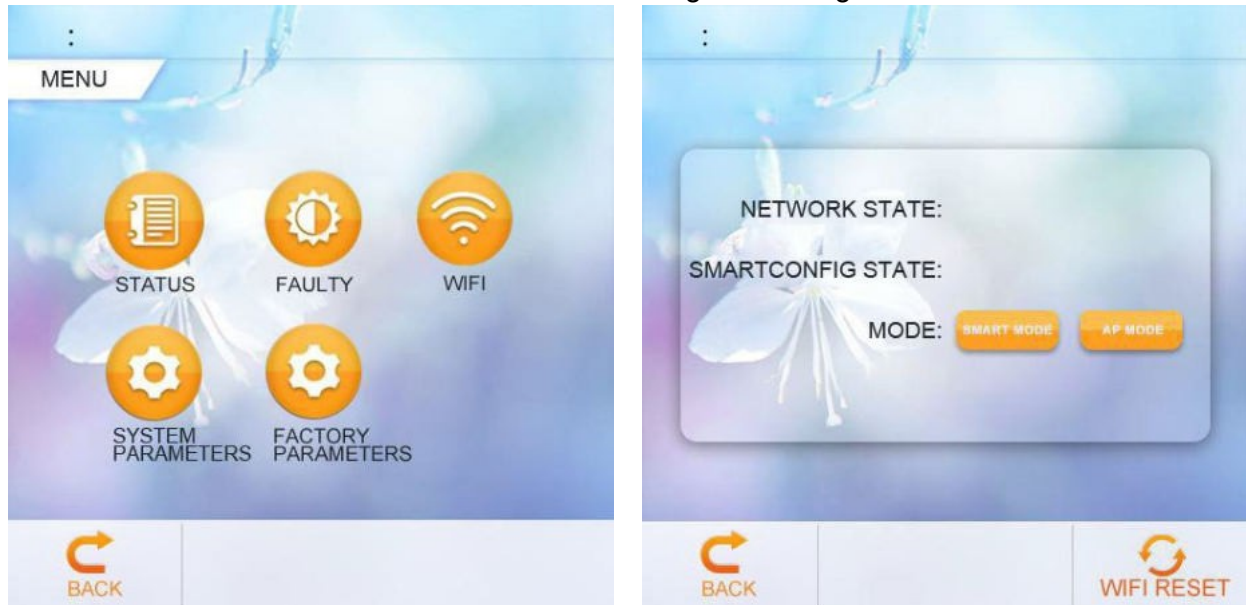 :
MENU
STATUS
FAULTY
WIFI
SYSTEM
PARAMETERS
FACTORY
PARAMETERS
BACK
:
NETWORK STATE:
SMARTCONFIG STATE:
MODE: SMART MODE AP MODE
BACK
WIFI RESET